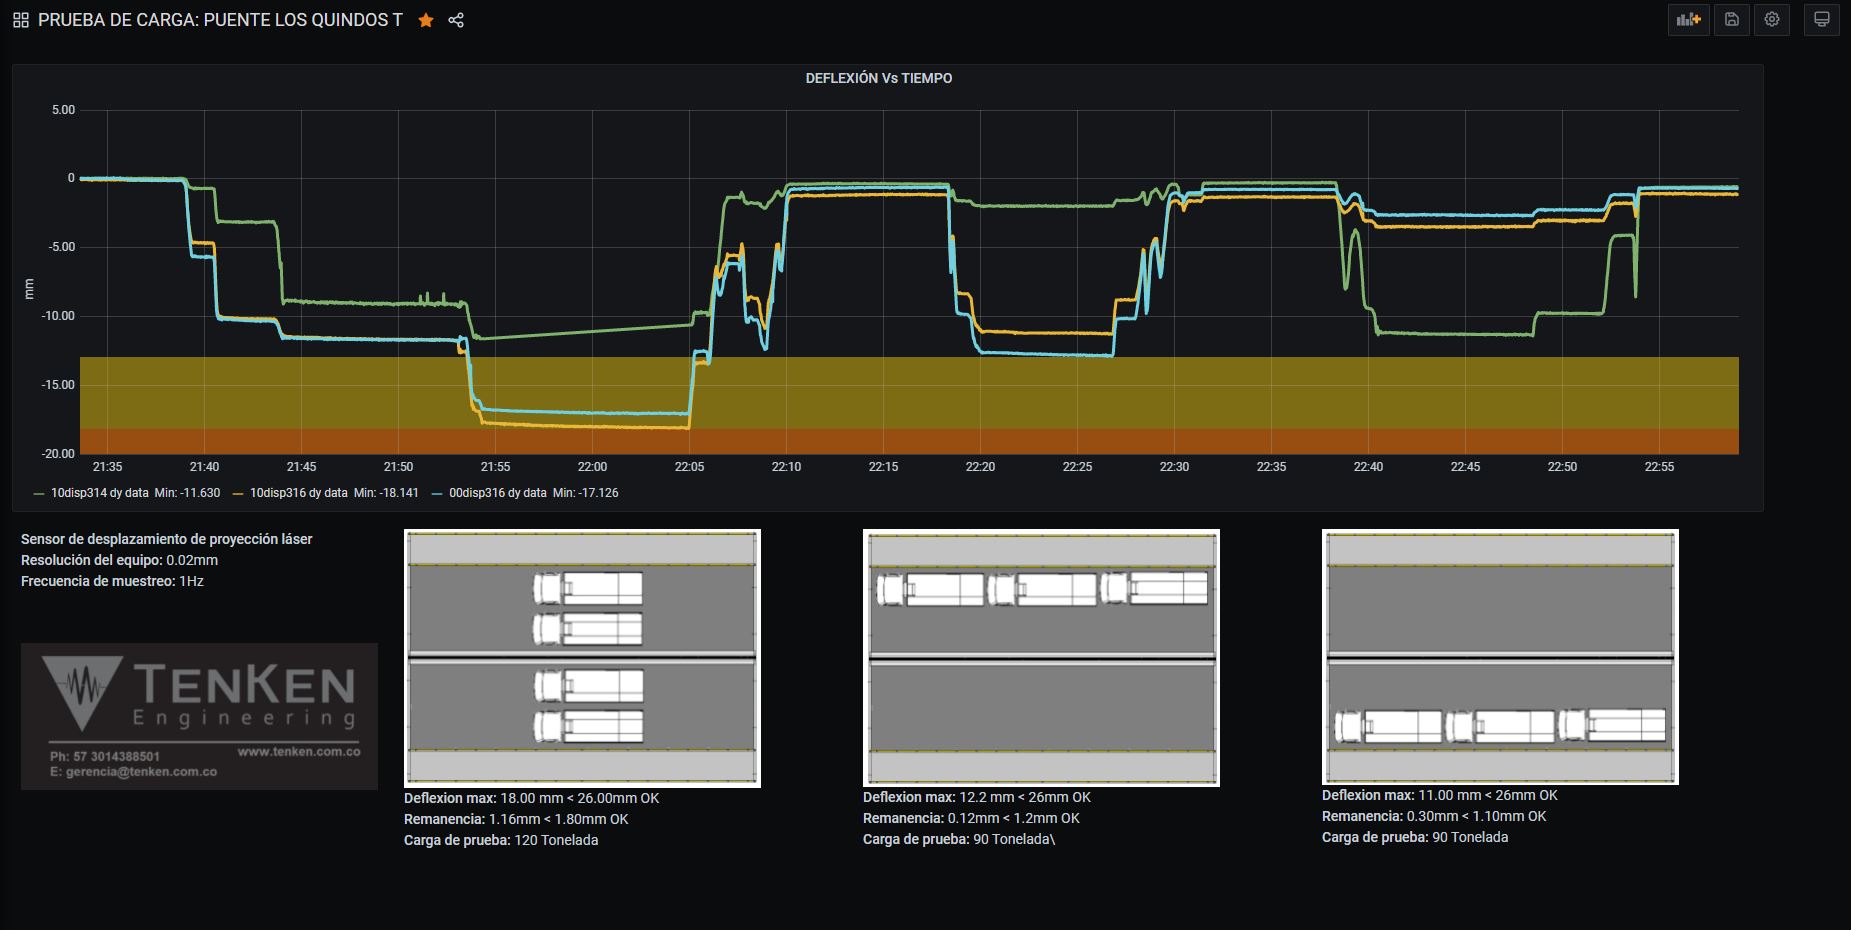 PRUEBA DE CARGA: PUENTE LOS QUINDOS T
DEFLEXIÓN Vs TIEMPO
5.00
0
-5.00
-10.00
-15.00
-20.00
mm
21:35 21:40 21:45 21:50 21:55 22:00 22:05 22:10 22:15 22:20 22:25 22:30 22:35 22:40 22:45 22:50 22:55
10disp314 dy data Min: -11.630 10disp316 dy data Min: -18.141 00disp316 dy data Min: -17.126
Sensor de desplazamiento de proyección láser
Resolución del equipo: 0.02mm
Frecuencia de muestreo: 1Hz
TENKEN
Engineering
Ph: 57 3014388501
www.tenken.com.co
E: gerencia@tenken.com.co
Deflexion max: 18.00 mm < 26.00mm OK
Remanencia: 1.16mm < 1.80mm OK
Carga de prueba: 120 Tonelada
Deflexion max: 12.2 mm < 26mm OK
Remanencia: 0.12mm < 1.2mm OK
Carga de prueba: 90 Tonelada\
Deflexion max: 11.00 mm < 26mm OK
Remanencia: 0.30mm < 1.10mm OK
Carga de prueba: 90 Tonelada